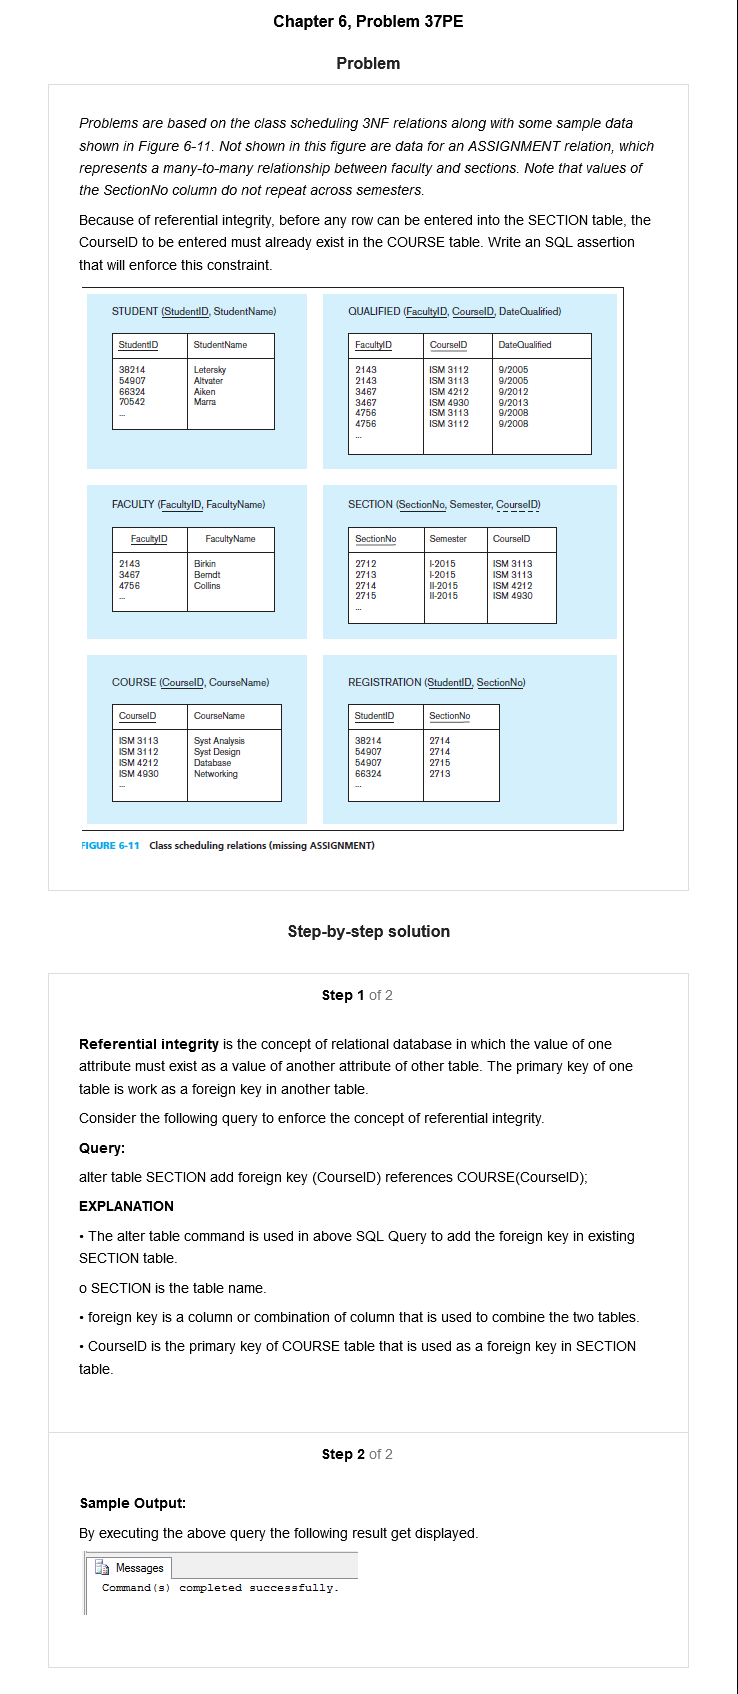 Chapter 6, Problem 37PE
Problem
Problems are based on the class scheduling 3NF relations along with some sample data
shown in Figure 6-11. Not shown in this figure are data for an ASSIGNMENT relation, which
represents a many-to-many relationship between faculty and sections. Note that values of
the SectionNo column do not repeat across semesters.
Because of referential integrity, before any row can be entered into the SECTION table, the
CourseID to be entered must already exist in the COURSE table. Write an SQL assertion
that will enforce this constraint.
STUDENT (StudentID, StudentName)
StudentID StudentName
38214 Letersky
54907 Altvater
66324 Aiken
70542 Marra
...
QUALIFIED (FacultyID, CourseID, DateQualified)
FacultyID CourseID DateQualified
2143 ISM 3112 9/2005
2143 ISM 3113 9/2005
3467 ISM 4212 9/2012
3467 ISM 4930 9/2013
4756 ISM 3113 9/2008
4756 ISM 3112 9/2008
...
FACULTY (FacultyID, FacultyName)
FacultyID FacultyName
2143 Birkin
3467 Berndt
4756 Collins
...
SECTION (SectionNo, Semester, CourseID)
SectionNo Semester CourseID
2712 I-2015 ISM 3113
2713 I-2015 ISM 3113
2714 II-2015 ISM 4212
2715 II-2015 ISM 4930
...
COURSE (CourseID, CourseName)
CourseID CourseName
ISM 3113 Syst Analysis
ISM 3112 Syst Design
ISM 4212 Database
ISM 4930 Networking
...
REGISTRATION (StudentID, SectionNo)
StudentID SectionNo
38214 2714
54907 2714
54907 2715
66324 2713
...
FIGURE 6-11 Class scheduling relations (missing ASSIGNMENT)
Step-by-step solution
Step 1 of 2
Referential integrity is the concept of relational database in which the value of one
attribute must exist as a value of another attribute of other table. The primary key of one
table is work as a foreign key in another table.
Consider the following query to enforce the concept of referential integrity.
Query:
alter table SECTION add foreign key (CourseID) references COURSE(CourseID);
EXPLANATION
• The alter table command is used in above SQL Query to add the foreign key in existing
SECTION table.
o SECTION is the table name.
• foreign key is a column or combination of column that is used to combine the two tables.
• CourseID is the primary key of COURSE table that is used as a foreign key in SECTION
table.
Step 2 of 2
Sample Output:
By executing the above query the following result get displayed.
Messages
Command(s) completed successfully.